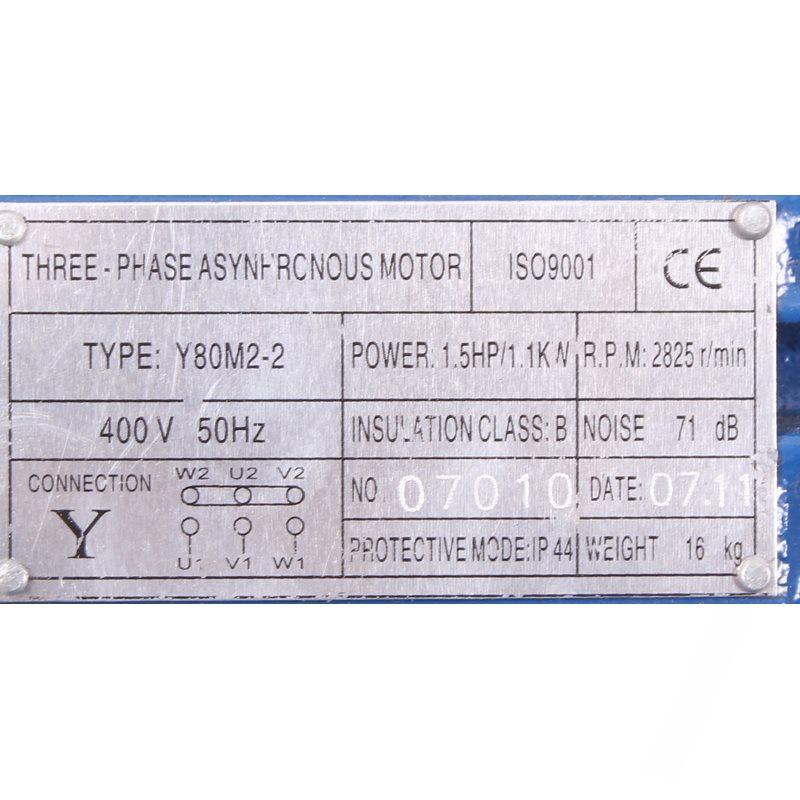 THREE - PHASE ASYNHRCNOUS MOTOR ISO9001 CE
TYPE: Y80M2-2 POWER: 1.5HP/1.1KW R.P.M: 2825 r/min
400 V 50Hz INSULATION CLASS: B NOISE 71 dB
CONNECTION W2 U2 V2 NO. 07010 DATE: 07.11
Y U1 V1 W1 PROTECTIVE MODE: IP 44 WEIGHT 16 kg